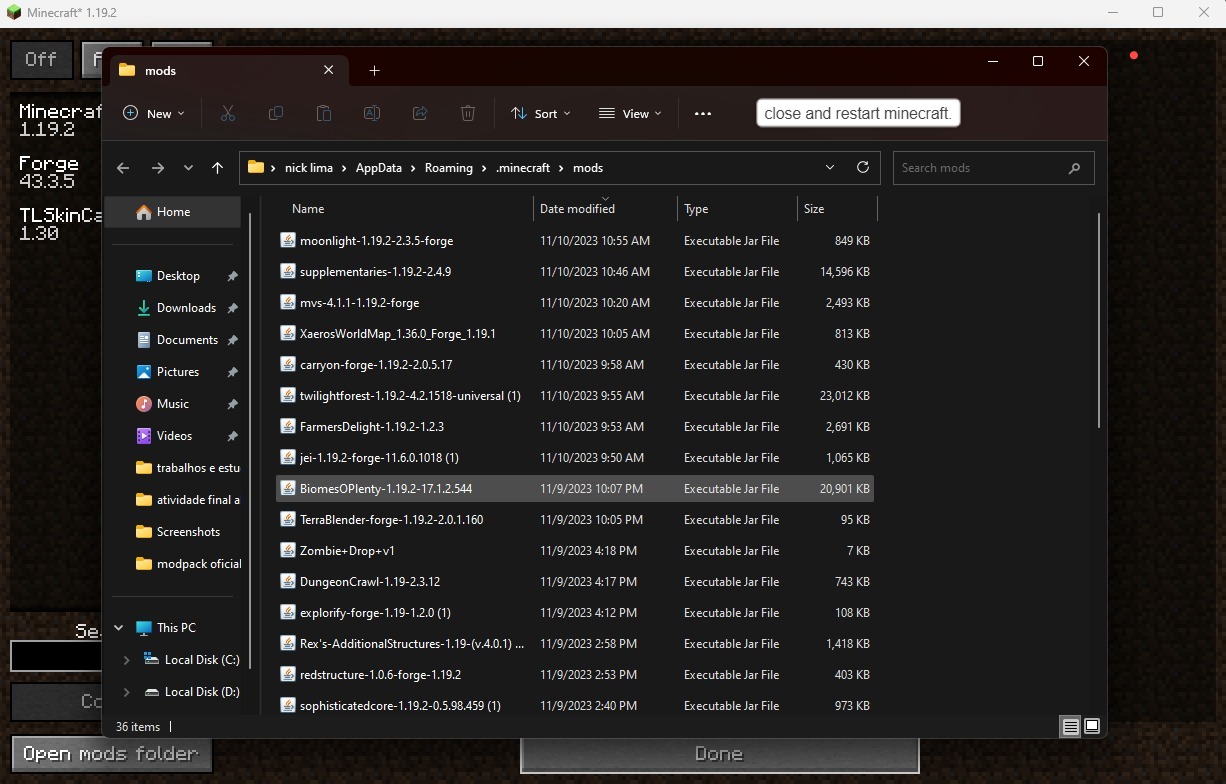 Minecraft* 1.19.2
Off
Minecraf
1.19.2
Forge
43.3.5
TLSkinCa
1.30
mods
New
Sort
View
close and restart minecraft.
nick lima
AppData
Roaming
.minecraft
mods
Search mods
Home
Desktop
Downloads
Documents
Pictures
Music
Videos
trabalhos e estu
atividade final a
Screenshots
modpack oficial
This PC
Local Disk (C:)
Local Disk (D:)
Name Date modified Type Size
moonlight-1.19.2-2.3.5-forge 11/10/2023 10:55 AM Executable Jar File 849 KB
supplementaries-1.19.2-2.4.9 11/10/2023 10:46 AM Executable Jar File 14,596 KB
mvs-4.1.1-1.19.2-forge 11/10/2023 10:20 AM Executable Jar File 2,493 KB
XaerosWorldMap_1.36.0_Forge_1.19.1 11/10/2023 10:05 AM Executable Jar File 813 KB
carryon-forge-1.19.2-2.0.5.17 11/10/2023 9:58 AM Executable Jar File 430 KB
twilightforest-1.19.2-4.2.1518-universal (1) 11/10/2023 9:55 AM Executable Jar File 23,012 KB
FarmersDelight-1.19.2-1.2.3 11/10/2023 9:53 AM Executable Jar File 2,691 KB
jei-1.19.2-forge-11.6.0.1018 (1) 11/10/2023 9:50 AM Executable Jar File 1,065 KB
BiomesOPlenty-1.19.2-17.1.2.544 11/9/2023 10:07 PM Executable Jar File 20,901 KB
TerraBlender-forge-1.19.2-2.0.1.160 11/9/2023 10:05 PM Executable Jar File 95 KB
Zombie+Drop+v1 11/9/2023 4:18 PM Executable Jar File 7 KB
DungeonCrawl-1.19-2.3.12 11/9/2023 4:17 PM Executable Jar File 743 KB
explorify-forge-1.19-1.2.0 (1) 11/9/2023 4:12 PM Executable Jar File 108 KB
Rex's-AdditionalStructures-1.19-(v.4.0.1) ... 11/9/2023 2:58 PM Executable Jar File 1,418 KB
redstructure-1.0.6-forge-1.19.2 11/9/2023 2:53 PM Executable Jar File 403 KB
sophisticatedcore-1.19.2-0.5.98.459 (1) 11/9/2023 2:40 PM Executable Jar File 973 KB
36 items
Se
Co
Open mods folder
Done